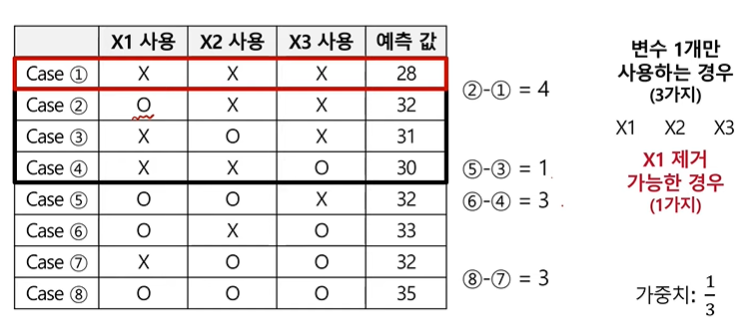 X1 사용 X2 사용 X3 사용 예측 값
Case ① X X X 28
Case ② O X X 32
Case ③ X O X 31
Case ④ X X O 30
Case ⑤ O O X 32
Case ⑥ O X O 33
Case ⑦ X O O 32
Case ⑧ O O O 35
②-① = 4
⑤-③ = 1
⑥-④ = 3
⑧-⑦ = 3
변수 1개만
사용하는 경우
(3가지)
X1 X2 X3
X1 제거
가능한 경우
(1가지)
가중치: 1/3